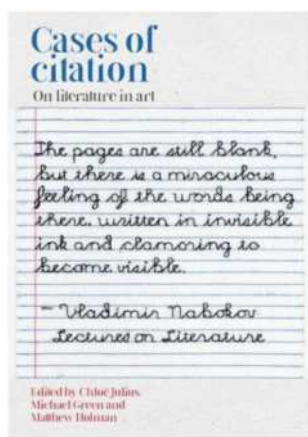 Cases of
citation
On literature in art
The pages are still blank,
but there is a miraculous
feeling of the words being
there, written in invisible
ink and clamoring to
become visible.
– Vladimir Nabokov
Lectures on Literature
Edited by Chloë Julius,
Michael Green and
Matthew Holman